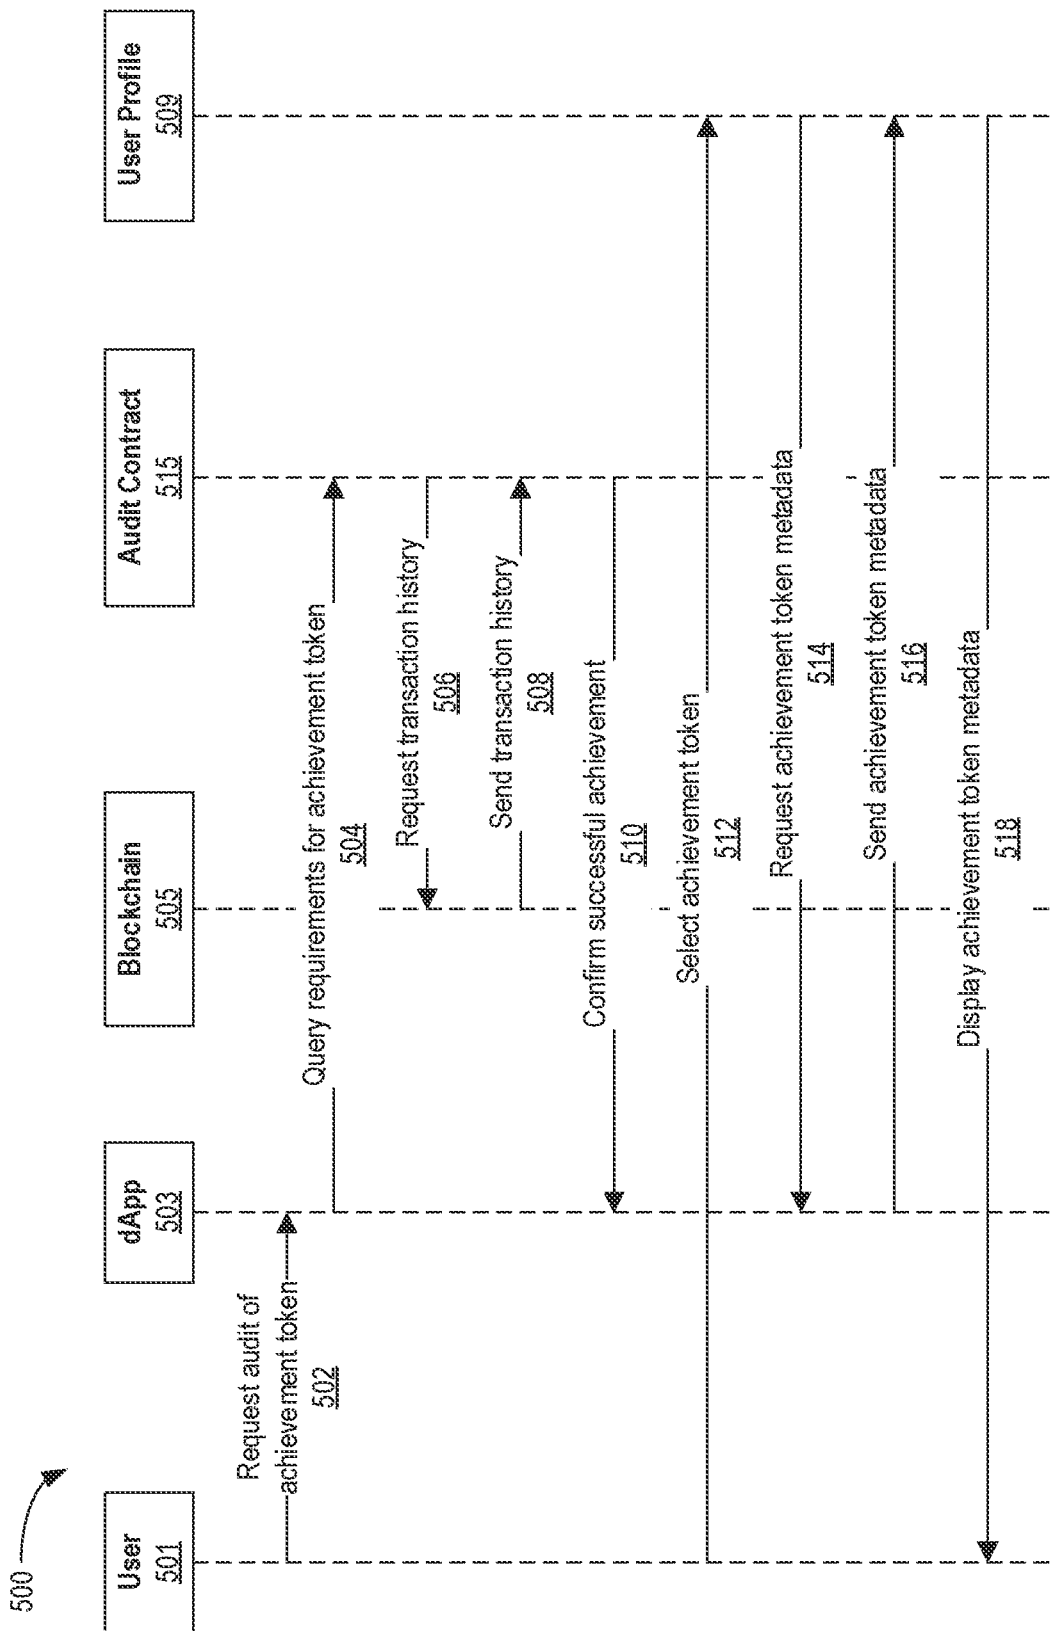 500
User
501
dApp
503
Blockchain
505
Audit Contract
515
User Profile
509
Request audit of
achievement token
502
Query requirements for achievement token
504
Request transaction history
506
Send transaction history
508
Confirm successful achievement
510
Select achievement token
512
Request achievement token metadata
514
Send achievement token metadata
516
Display achievement token metadata
518